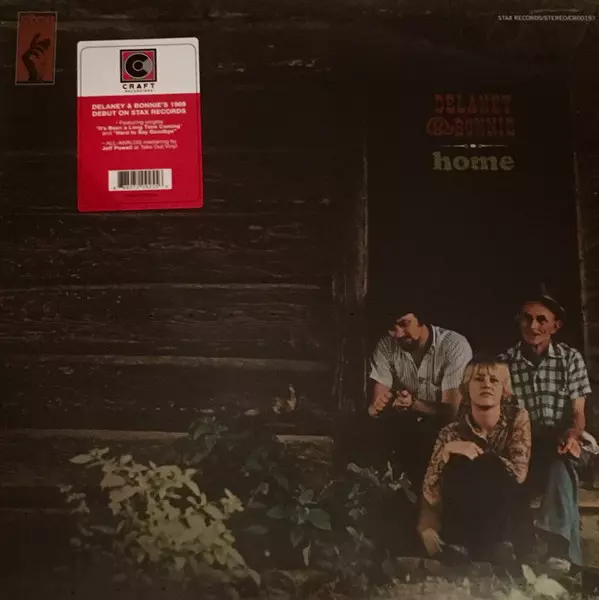 STAX RECORDS/STEREO/CR00197
CRAFT
RECORDINGS
DELANEY & BONNIE'S 1969
DEBUT ON STAX RECORDS
• Featuring singles
"It's Been a Long Time Coming"
and "Hard to Say Goodbye"
• ALL-ANALOG mastering by
Jeff Powell at Take Out Vinyl
DELANEY
& BONNIE
home